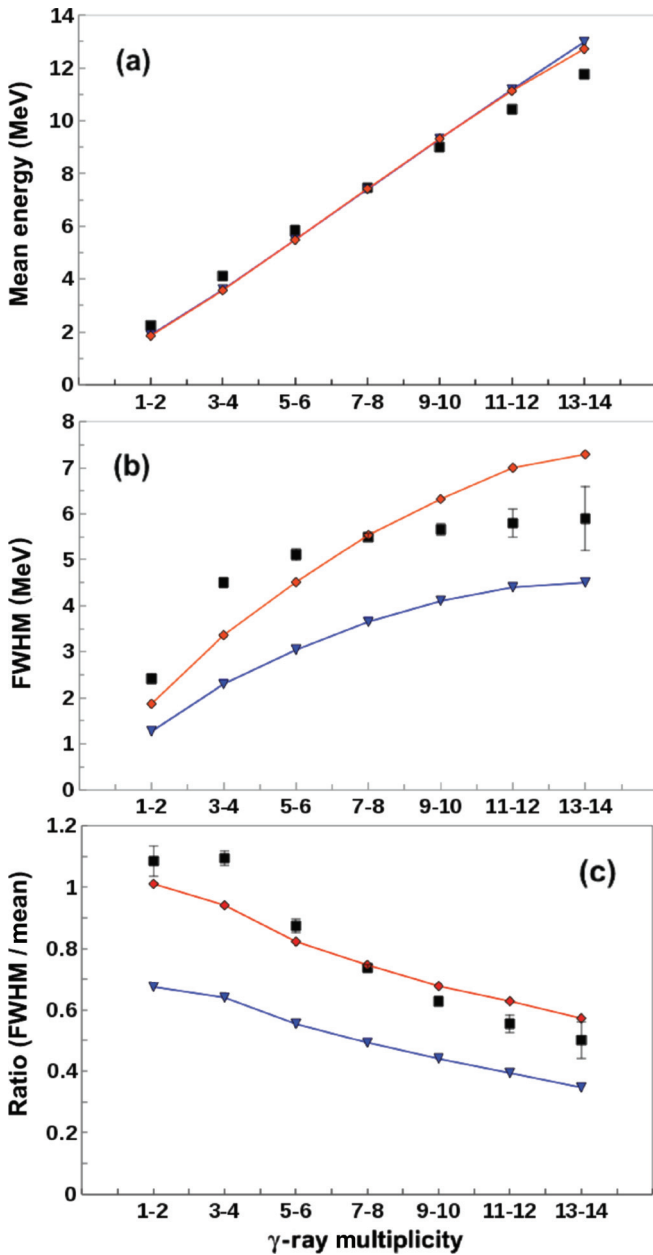 (a)
Mean energy (MeV)
14
12
10
8
6
4
2
0
1-2 3-4 5-6 7-8 9-10 11-12 13-14
(b)
FWHM (MeV)
8
7
6
5
4
3
2
1
0
1-2 3-4 5-6 7-8 9-10 11-12 13-14
(c)
Ratio (FWHM / mean)
1.2
1
0.8
0.6
0.4
0.2
0
1-2 3-4 5-6 7-8 9-10 11-12 13-14
γ-ray multiplicity